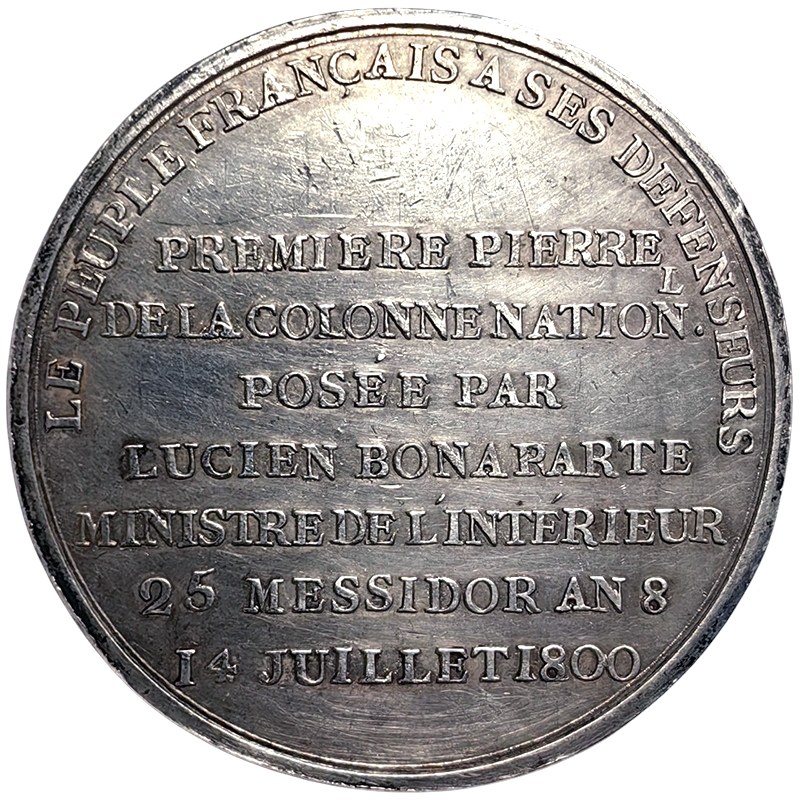 LE PEUPLE FRANÇAIS À SES DÉFENSEURS
PREMIERE PIERRE
DE LA COLONNE NATION.L
POSÉE PAR
LUCIEN BONAPARTE
MINISTRE DE L'INTÉRIEUR
25 MESSIDOR AN 8
14 JUILLET 1800